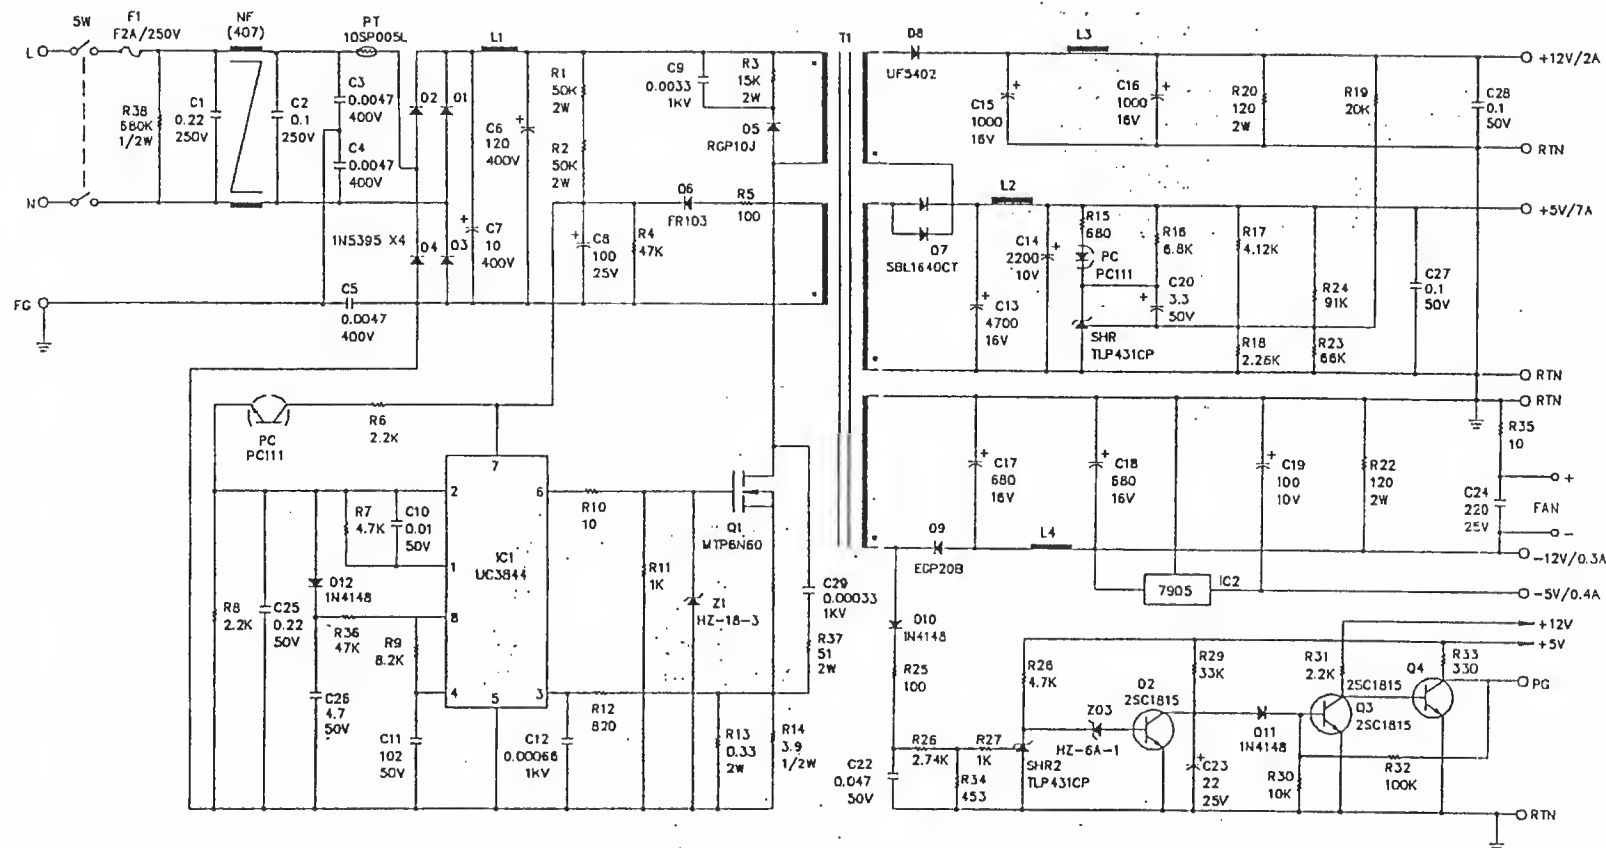 5W
F1
F2A/250V
NF
(407)
PT
10SP005L
L
R38
680K
1/2W
C1
0.22
250V
C2
0.1
250V
C3
0.0047
400V
C4
0.0047
400V
N
D2
D1
1N5395 X4
D4
D3
L1
C6
120
400V
C7
10
400V
R1
50K
2W
R2
50K
2W
C8
100
25V
R4
47K
C9
0.0033
1KV
R3
15K
2W
D5
RGP10J
D6
FR103
R5
100
FG
C5
0.0047
400V
T1
D8
UF5402
L3
+12V/2A
C15
1000
16V
C16
1000
16V
R20
120
2W
R19
20K
C28
0.1
50V
RTN
L2
+5V/7A
D7
SBL1640CT
C13
4700
16V
C14
2200
10V
R15
680
PC
PC111
R16
6.8K
C20
3.3
50V
SHR
TLP431CP
R17
4.12K
R18
2.26K
R24
91K
R23
66K
C27
0.1
50V
RTN
RTN
PC
PC111
R6
2.2K
7
2
6
1
8
4
5
3
IC1
UC3844
R7
4.7K
C10
0.01
50V
D12
1N4148
R8
2.2K
C25
0.22
50V
R36
47K
R9
8.2K
C26
4.7
50V
C11
102
50V
R10
10
R11
1K
Z1
HZ-18-3
Q1
MTP6N60
C29
0.00033
1KV
R37
51
2W
R12
820
C12
0.00066
1KV
R13
0.33
2W
R14
3.9
1/2W
C17
680
16V
C18
680
16V
C19
100
10V
R22
120
2W
R35
10
+
FAN
-
C24
220
25V
D9
EGP20B
L4
-12V/0.3A
7905
IC2
-5V/0.4A
D10
1N4148
R25
100
C22
0.047
50V
R26
2.74K
R27
1K
R34
453
R28
4.7K
SHR2
TLP431CP
Z03
HZ-6A-1
D2
2SC1815
R29
33K
C23
22
25V
D11
1N4148
R30
10K
R31
2.2K
2SC1815
Q3
2SC1815
Q4
R33
330
R32
100K
+12V
+5V
PG
RTN